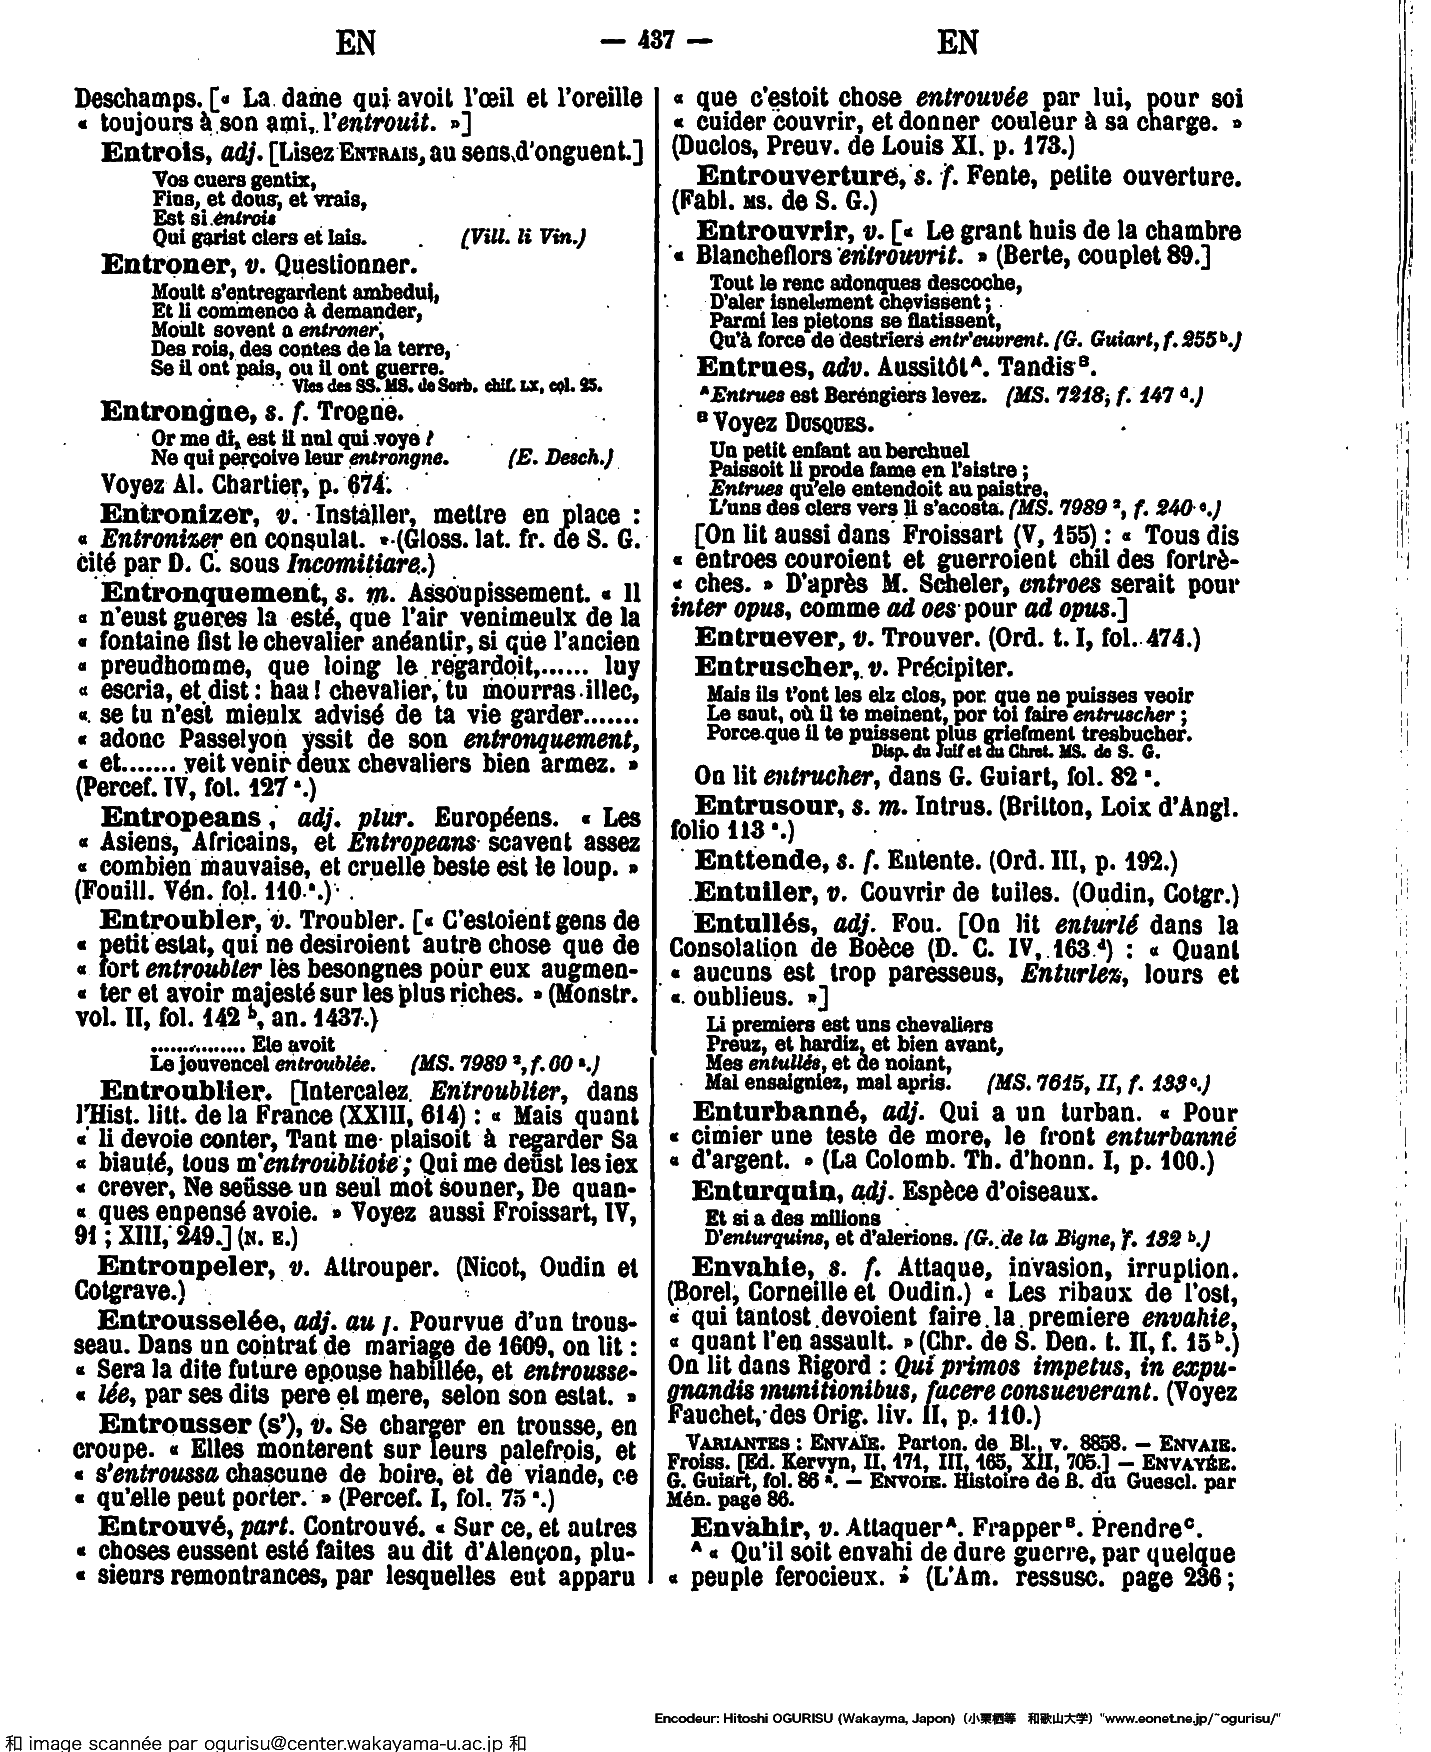 EN — 437 — EN
Deschamps. [« La dame qui avoit l'œil et l'oreille
« toujours à son ami, l'entrouit. »]
Entrois, adj. [Lisez ENTRAIS, au sens d'onguent.]
Vos cuers gentix,
Fins, et dous, et vrais,
Est si entrois
Qui garist clers et lais. (Vill. li Vin.)
Entroner, v. Questionner.
Moult s'entregardent ambedui,
Et li commence à demander,
Moult sovent a entroner,
Des rois, des contes de la terre,
Se il ont pais, ou il ont guerre.
Vies des SS. MS. de Sorb. chif. LX, col. 25.
Entrongne, s. f. Trogne.
Or me di, est il nul qui voye !
Ne qui perçoive leur entrongne. (E. Desch.)
Voyez Al. Chartier, p. 674.
Entronizer, v. Installer, mettre en place :
« Entronizer en consulat. » (Gloss. lat. fr. de S. G.
cité par D. C. sous Incomitiare.)
Entronquement, s. m. Assoupissement. « Il
« n'eust gueres la esté, que l'air venimeulx de la
« fontaine fist le chevalier anéantir, si que l'ancien
« preudhomme, que loing le regardoit,...... luy
« escria, et dist : haa ! chevalier, tu mourras illec,
« se tu n'est mieulx advisé de ta vie garder.......
« adonc Passelyon yssit de son entronquement,
« et....... veit venir deux chevaliers bien armez. »
(Percef. IV, fol. 127 a.)
Entropeans, adj. plur. Européens. « Les
« Asiens, Africains, et Entropeans scavent assez
« combien mauvaise, et cruelle beste est le loup. »
(Fouill. Vén. fol. 110 a.)
Entroubler, v. Troubler. [« C'estoient gens de
« petit estat, qui ne desiroient autre chose que de
« fort entroubler les besongnes pour eux augmen-
« ter et avoir majesté sur les plus riches. » (Monstr.
vol. II, fol. 142 b, an. 1437.)
............... Ele avoit
Le jouvencel entroublée. (MS. 7989 2, f. 60 a.)
Entroublier. [Intercalez Entroublier, dans
l'Hist. litt. de la France (XXIII, 614) : « Mais quant
« li devoie conter, Tant me plaisoit à regarder Sa
« biauté, tous m'entroublioie ; Qui me deüst les iex
« crever, Ne seüsse un seul mot souner, De quan-
« ques enpensé avoie. » Voyez aussi Froissart, IV,
91 ; XIII, 249.] (N. E.)
Entroupeler, v. Attrouper. (Nicot, Oudin et
Cotgrave.)
Entrousselée, adj. au f. Pourvue d'un trous-
seau. Dans un contrat de mariage de 1609, on lit :
« Sera la dite future epouse habillée, et entrousse-
« lée, par ses dits pere et mere, selon son estat. »
Entrousser (s'), v. Se charger en trousse, en
croupe. « Elles monterent sur leurs palefrois, et
« s'entroussa chascune de boire, et de viande, ce
« qu'elle peut porter. » (Percef. I, fol. 75 a.)
Entrouvé, part. Controuvé. « Sur ce, et autres
« choses eussent esté faites au dit d'Alençon, plu-
« sieurs remontrances, par lesquelles eut apparu
« que c'estoit chose entrouvée par lui, pour soi
« cuider couvrir, et donner couleur à sa charge. »
(Duclos, Preuv. de Louis XI. p. 173.)
Entrouverture, s. f. Fente, petite ouverture.
(Fabl. MS. de S. G.)
Entrouvrir, v. [« Le grant huis de la chambre
« Blancheflors entrouvrit. » (Berte, couplet 89.]
Tout le renc adonques descoche,
D'aler isnelement chevissent ;
Parmi les pietons se flatissent,
Qu'à force de destriers entr'euvrent. (G. Guiart, f. 255 b.)
Entrues, adv. Aussitôt A. Tandis B.
A Entrues est Berengiers levez. (MS. 7218, f. 147 d.)
B Voyez DUSQUES.
Un petit enfant au berchuel
Paissoit li prode fame en l'aistre ;
Entrues qu'ele entendoit au paistre,
L'uns des clers vers li s'acosta. (MS. 7989 2, f. 240 c.)
[On lit aussi dans Froissart (V, 155) : « Tous dis
« entroes couroient et guerroient chil des fortrè-
« ches. » D'après M. Scheler, entroes serait pour
inter opus, comme ad oes pour ad opus.]
Entruever, v. Trouver. (Ord. t. I, fol. 474.)
Entruscher, v. Précipiter.
Mais ils t'ont les elz clos, por que ne puisses veoir
Le saut, où il te meinent, por toi faire entruscher ;
Porce que il te puissent plus griefment tresbucher.
Disp. du Juif et du Chret. MS. de S. G.
On lit entrucher, dans G. Guiart, fol. 82 a.
Entrusour, s. m. Intrus. (Britton, Loix d'Angl.
folio 113 a.)
Enttende, s. f. Entente. (Ord. III, p. 192.)
Entuiler, v. Couvrir de tuiles. (Oudin, Cotgr.)
Entullés, adj. Fou. [On lit enturlé dans la
Consolation de Boèce (D. C. IV, 163 d) : « Quant
« aucuns est trop paresseus, Enturlez, lours et
« oublieus. »]
Li premiers est uns chevaliers
Preuz, et hardiz, et bien avant,
Mes entullés, et de noiant,
Mal ensaigniez, mal apris. (MS. 7615, II, f. 133 c.)
Enturbanné, adj. Qui a un turban. « Pour
« cimier une teste de more, le front enturbanné
« d'argent. » (La Colomb. Th. d'honn. I, p. 100.)
Enturquin, adj. Espèce d'oiseaux.
Et si a des milions
D'enturquins, et d'alerions. (G. de la Bigne, f. 132 b.)
Envahie, s. f. Attaque, invasion, irruption.
(Borel, Corneille et Oudin.) « Les ribaux de l'ost,
« qui tantost devoient faire la premiere envahie,
« quant l'en assault. » (Chr. de S. Den. t. II, f. 15 b.)
On lit dans Rigord : Qui primos impetus, in expu-
gnandis munitionibus, facere consueverant. (Voyez
Fauchet, des Orig. liv. II, p. 110.)
VARIANTES : ENVAÏE. Parton. de Bl., v. 8858. — ENVAIE.
Froiss. [Ed. Kervyn, II, 171, III, 165, XII, 705.] — ENVAYÉE.
G. Guiart, fol. 86 a. — ENVOIE. Histoire de B. du Guescl. par
Mén. page 86.
Envahir, v. Attaquer A. Frapper B. Prendre C.
A « Qu'il soit envahi de dure guerre, par quelque
« peuple ferocieux. » (L'Am. ressusc. page 236 ;
Encodeur: Hitoshi OGURISU (Wakayma, Japon) (小栗栖等 和歌山大学) "www.eonet.ne.jp/~ogurisu/"
和 image scannée par ogurisu@center.wakayama-u.ac.jp 和